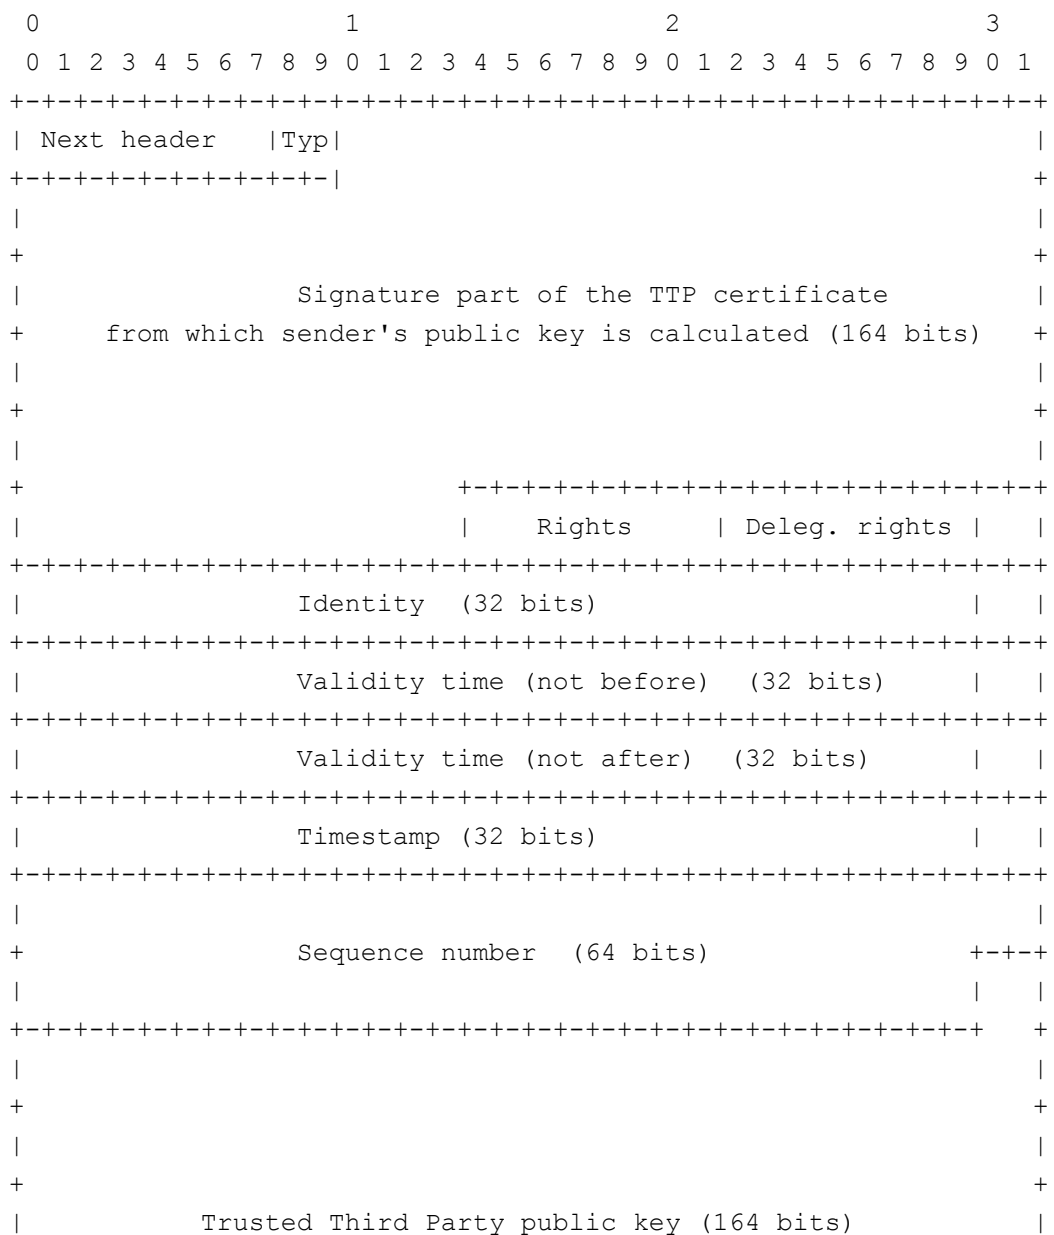 0                   1                   2                   3
 0 1 2 3 4 5 6 7 8 9 0 1 2 3 4 5 6 7 8 9 0 1 2 3 4 5 6 7 8 9 0 1
+-+-+-+-+-+-+-+-+-+-+-+-+-+-+-+-+-+-+-+-+-+-+-+-+-+-+-+-+-+-+-+-+
| Next header   |Typ|                                            |
+-+-+-+-+-+-+-+-+-+-|                                            +
|                                                                |
+                                                                +
|                 Signature part of the TTP certificate         |
+     from which sender's public key is calculated (164 bits)   +
|                                                                |
+                                                                +
|                                                                |
+                           +-+-+-+-+-+-+-+-+-+-+-+-+-+-+-+-+-+-+
|                           |    Rights     | Deleg. rights |   |
+-+-+-+-+-+-+-+-+-+-+-+-+-+-+-+-+-+-+-+-+-+-+-+-+-+-+-+-+-+-+-+-+
|                 Identity  (32 bits)                       |   |
+-+-+-+-+-+-+-+-+-+-+-+-+-+-+-+-+-+-+-+-+-+-+-+-+-+-+-+-+-+-+-+-+
|                 Validity time (not before)  (32 bits)     |   |
+-+-+-+-+-+-+-+-+-+-+-+-+-+-+-+-+-+-+-+-+-+-+-+-+-+-+-+-+-+-+-+-+
|                 Validity time (not after)  (32 bits)      |   |
+-+-+-+-+-+-+-+-+-+-+-+-+-+-+-+-+-+-+-+-+-+-+-+-+-+-+-+-+-+-+-+-+
|                 Timestamp (32 bits)                       |   |
+-+-+-+-+-+-+-+-+-+-+-+-+-+-+-+-+-+-+-+-+-+-+-+-+-+-+-+-+-+-+-+-+
|                                                                |
+                 Sequence number  (64 bits)                +-+-+
|                                                           |   |
+-+-+-+-+-+-+-+-+-+-+-+-+-+-+-+-+-+-+-+-+-+-+-+-+-+-+-+-+-+-+   +
|                                                                |
+                                                                +
|                                                                |
+                                                                +
|           Trusted Third Party public key (164 bits)           |